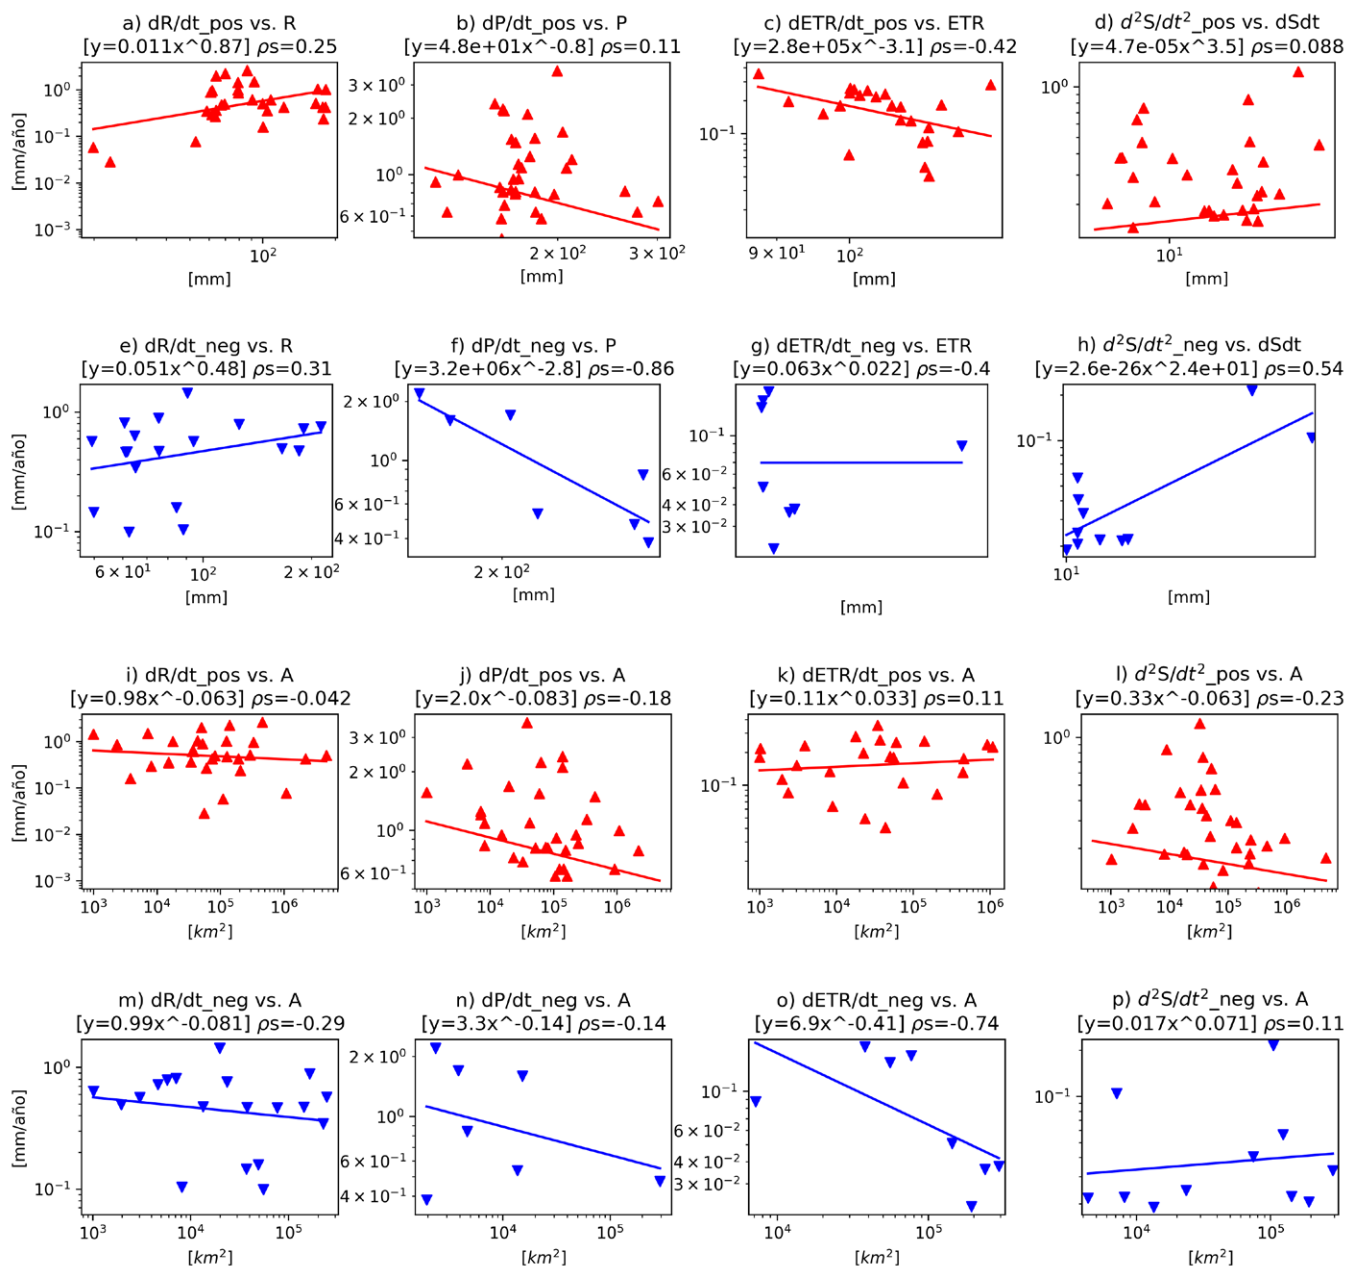 a) dR/dt_pos vs. R
[y=0.011x^0.87] ρs=0.25
b) dP/dt_pos vs. P
[y=4.8e+01x^-0.8] ρs=0.11
c) dETR/dt_pos vs. ETR
[y=2.8e+05x^-3.1] ρs=-0.42
d) d²S/dt²_pos vs. dSdt
[y=4.7e-05x^3.5] ρs=0.088
[mm/año]
10⁰
10⁻¹
10⁻²
10⁻³
10²
[mm]
3 × 10⁰
2 × 10⁰
10⁰
6 × 10⁻¹
2 × 10²
3 × 10²
[mm]
10⁻¹
9 × 10¹
10²
[mm]
10⁰
10¹
[mm]
e) dR/dt_neg vs. R
[y=0.051x^0.48] ρs=0.31
f) dP/dt_neg vs. P
[y=3.2e+06x^-2.8] ρs=-0.86
g) dETR/dt_neg vs. ETR
[y=0.063x^0.022] ρs=-0.4
h) d²S/dt²_neg vs. dSdt
[y=2.6e-26x^2.4e+01] ρs=0.54
[mm/año]
10⁰
10⁻¹
6 × 10¹
10²
2 × 10²
[mm]
2 × 10⁰
10⁰
6 × 10⁻¹
4 × 10⁻¹
2 × 10²
[mm]
10⁻¹
6 × 10⁻²
4 × 10⁻²
3 × 10⁻²
[mm]
10⁻¹
10¹
[mm]
i) dR/dt_pos vs. A
[y=0.98x^-0.063] ρs=-0.042
j) dP/dt_pos vs. A
[y=2.0x^-0.083] ρs=-0.18
k) dETR/dt_pos vs. A
[y=0.11x^0.033] ρs=0.11
l) d²S/dt²_pos vs. A
[y=0.33x^-0.063] ρs=-0.23
[mm/año]
10⁰
10⁻¹
10⁻²
10⁻³
10³
10⁴
10⁵
10⁶
[km²]
3 × 10⁰
2 × 10⁰
10⁰
6 × 10⁻¹
10³
10⁴
10⁵
10⁶
[km²]
10⁻¹
10³
10⁴
10⁵
10⁶
[km²]
10⁰
10³
10⁴
10⁵
10⁶
[km²]
m) dR/dt_neg vs. A
[y=0.99x^-0.081] ρs=-0.29
n) dP/dt_neg vs. A
[y=3.3x^-0.14] ρs=-0.14
o) dETR/dt_neg vs. A
[y=6.9x^-0.41] ρs=-0.74
p) d²S/dt²_neg vs. A
[y=0.017x^0.071] ρs=0.11
[mm/año]
10⁰
10⁻¹
10³
10⁴
10⁵
[km²]
2 × 10⁰
10⁰
6 × 10⁻¹
4 × 10⁻¹
10⁴
10⁵
[km²]
10⁻¹
6 × 10⁻²
4 × 10⁻²
3 × 10⁻²
10⁴
10⁵
[km²]
10⁻¹
10⁴
10⁵
[km²]